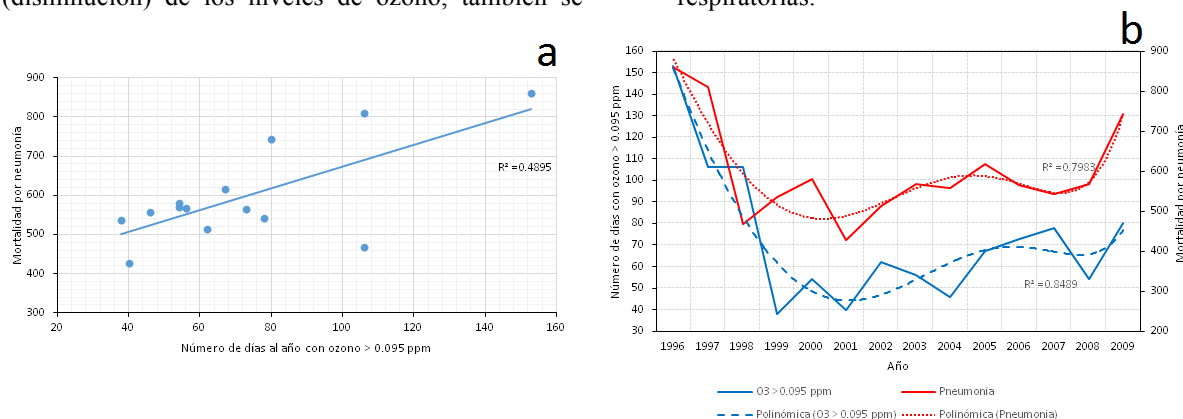 (disminución) de los niveles de ozono, también se
respiratorias.
a
900
800
700
600
500
400
300
Mortalidad por neumonía
R² = 0.4895
20 40 60 80 100 120 140 160
Número de días al año con ozono > 0.095 ppm
b
160
150
140
130
120
110
100
90
80
70
60
50
40
30
Número de días con ozono > 0.095 ppm
900
800
700
600
500
400
300
200
Mortalidad por neumonía
R² = 0.7983
R² = 0.8489
1996 1997 1998 1999 2000 2001 2002 2003 2004 2005 2006 2007 2008 2009
Año
O3 > 0.095 ppm
Pneumonia
Polinómica (O3 > 0.095 ppm)
Polinómica (Pneumonia)